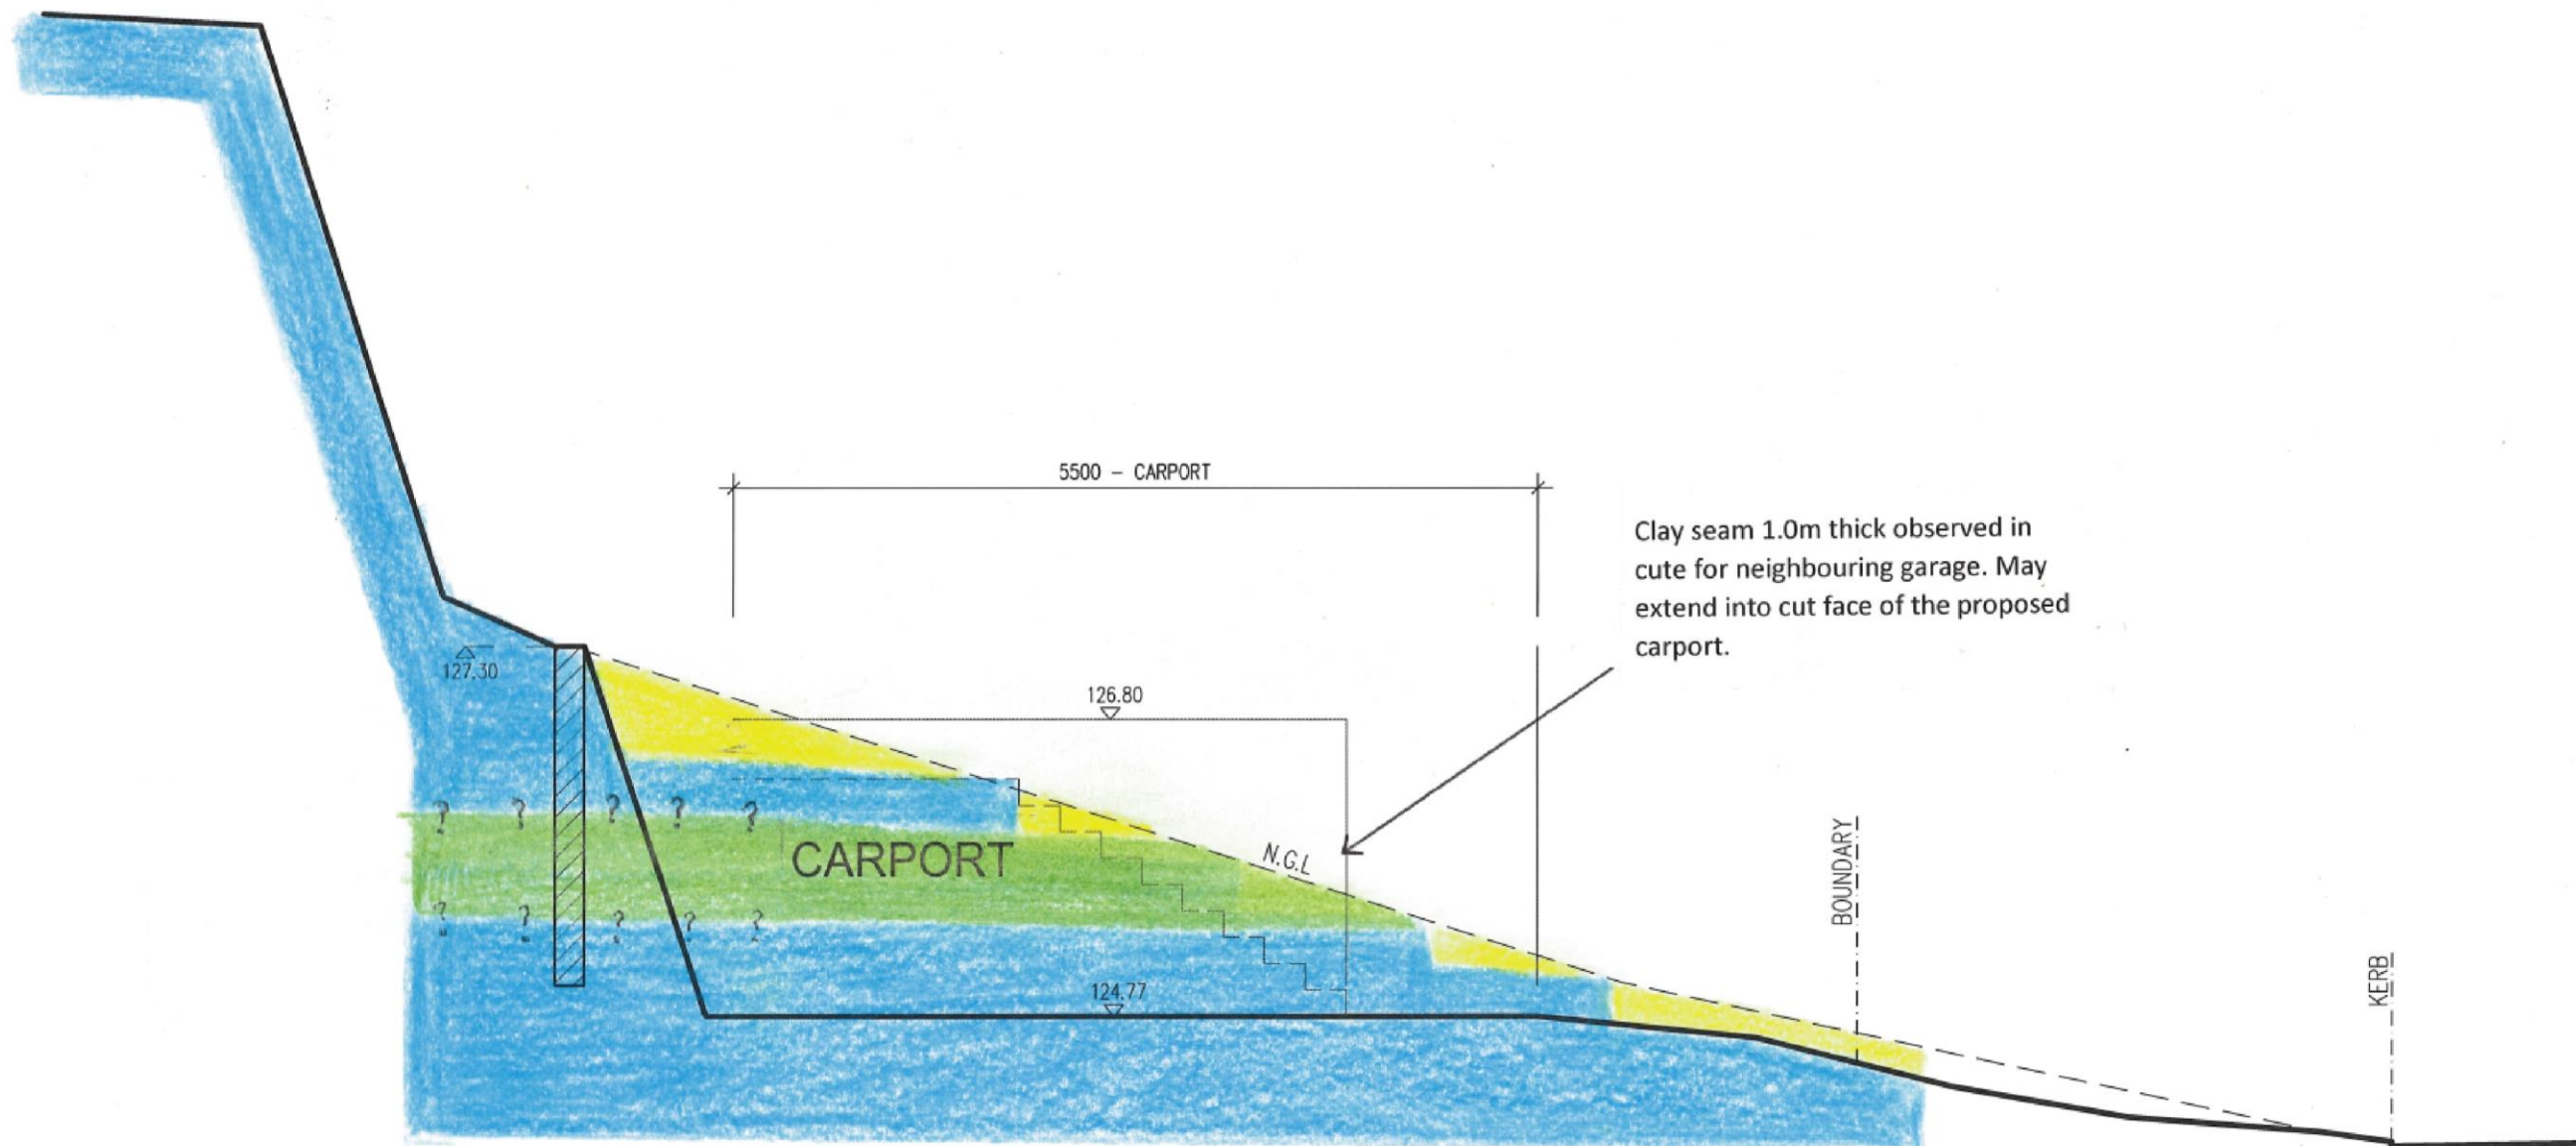 5500 – CARPORT
Clay seam 1.0m thick observed in
cute for neighbouring garage. May
extend into cut face of the proposed
carport.
127.30
126.80
? ? ? ? ?
CARPORT
N.G.L
BOUNDARY
? ? ? ? ?
KERB
124.77